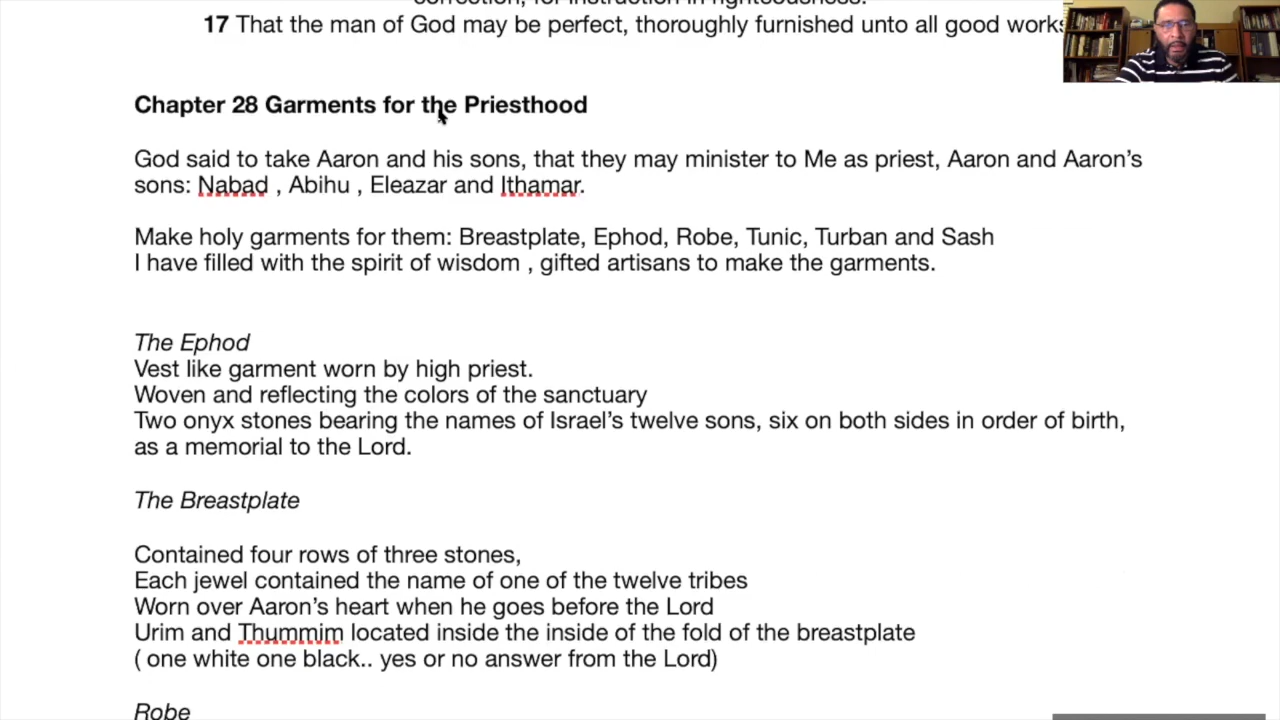 correction, for instruction in righteousness.
17 That the man of God may be perfect, thoroughly furnished unto all good works
Chapter 28 Garments for the Priesthood
God said to take Aaron and his sons, that they may minister to Me as priest, Aaron and Aaron's
sons: Nabad , Abihu , Eleazar and Ithamar.
Make holy garments for them: Breastplate, Ephod, Robe, Tunic, Turban and Sash
I have filled with the spirit of wisdom , gifted artisans to make the garments.
The Ephod
Vest like garment worn by high priest.
Woven and reflecting the colors of the sanctuary
Two onyx stones bearing the names of Israel's twelve sons, six on both sides in order of birth,
as a memorial to the Lord.
The Breastplate
Contained four rows of three stones,
Each jewel contained the name of one of the twelve tribes
Worn over Aaron's heart when he goes before the Lord
Urim and Thummim located inside the inside of the fold of the breastplate
( one white one black.. yes or no answer from the Lord)
Robe